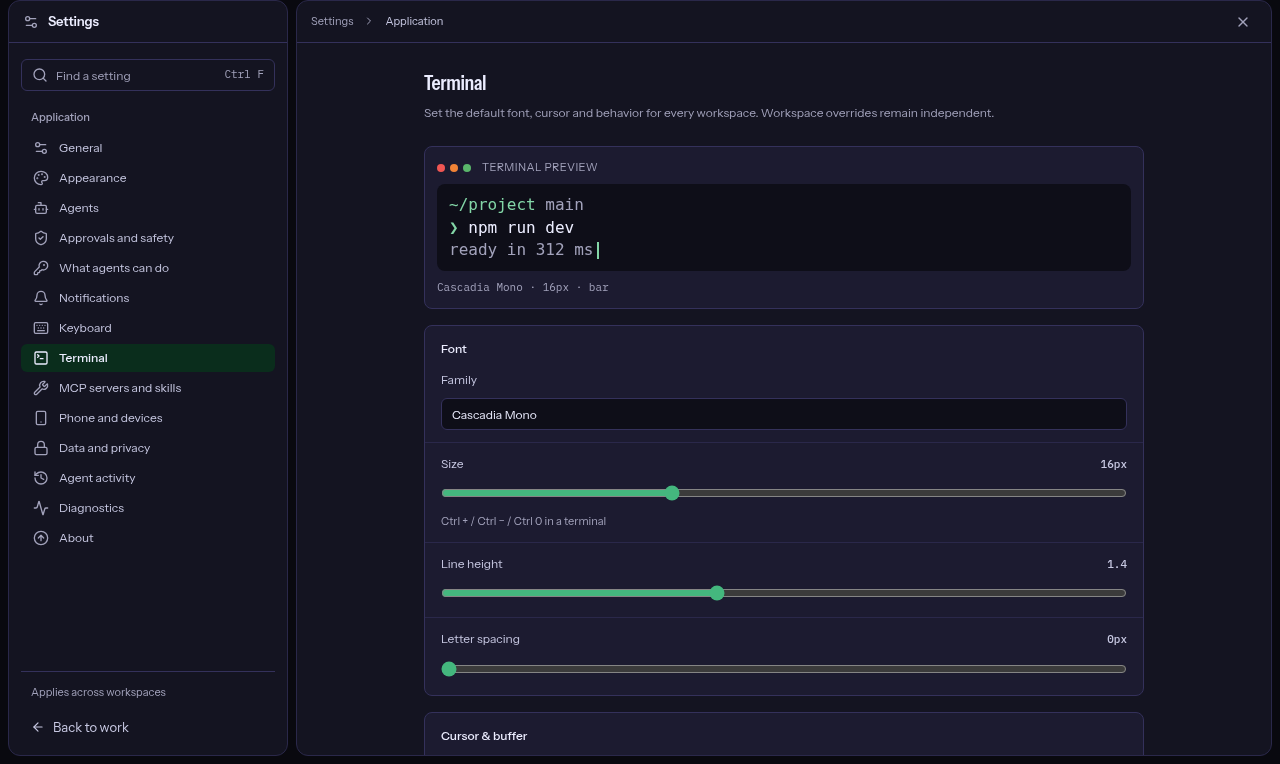 Settings
Find a setting
Ctrl F
Application
General
Appearance
Agents
Approvals and safety
What agents can do
Notifications
Keyboard
Terminal
MCP servers and skills
Phone and devices
Data and privacy
Agent activity
Diagnostics
About
Applies across workspaces
Back to work
Settings > Application
Terminal
Set the default font, cursor and behavior for every workspace. Workspace overrides remain independent.
TERMINAL PREVIEW
~/project main
❯ npm run dev
ready in 312 ms
Cascadia Mono · 16px · bar
Font
Family
Cascadia Mono
Size 16px
Ctrl + / Ctrl − / Ctrl 0 in a terminal
Line height 1.4
Letter spacing 0px
Cursor & buffer